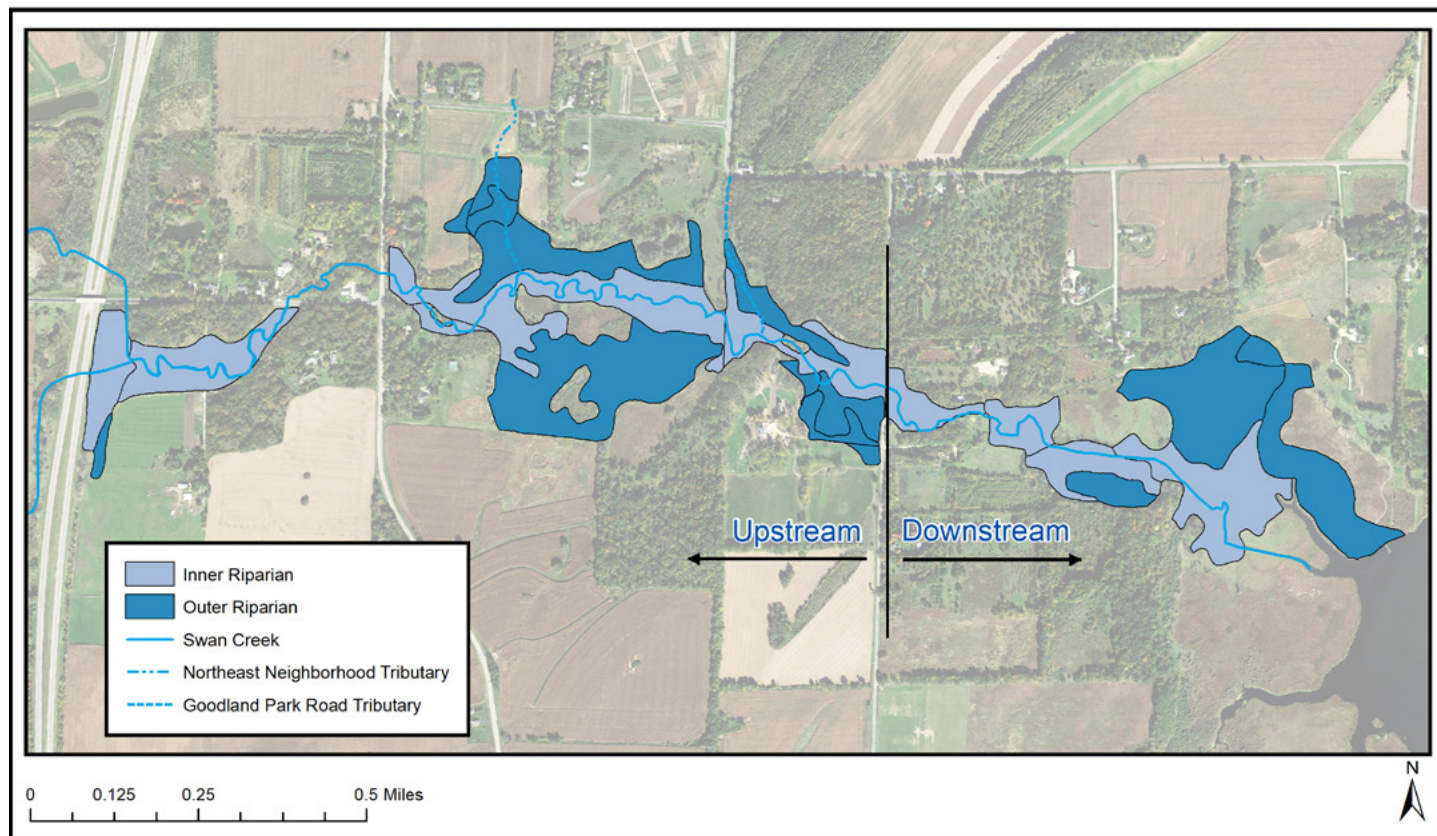 Upstream
Downstream
Inner Riparian
Outer Riparian
Swan Creek
Northeast Neighborhood Tributary
Goodland Park Road Tributary
0 0.125 0.25 0.5 Miles
N